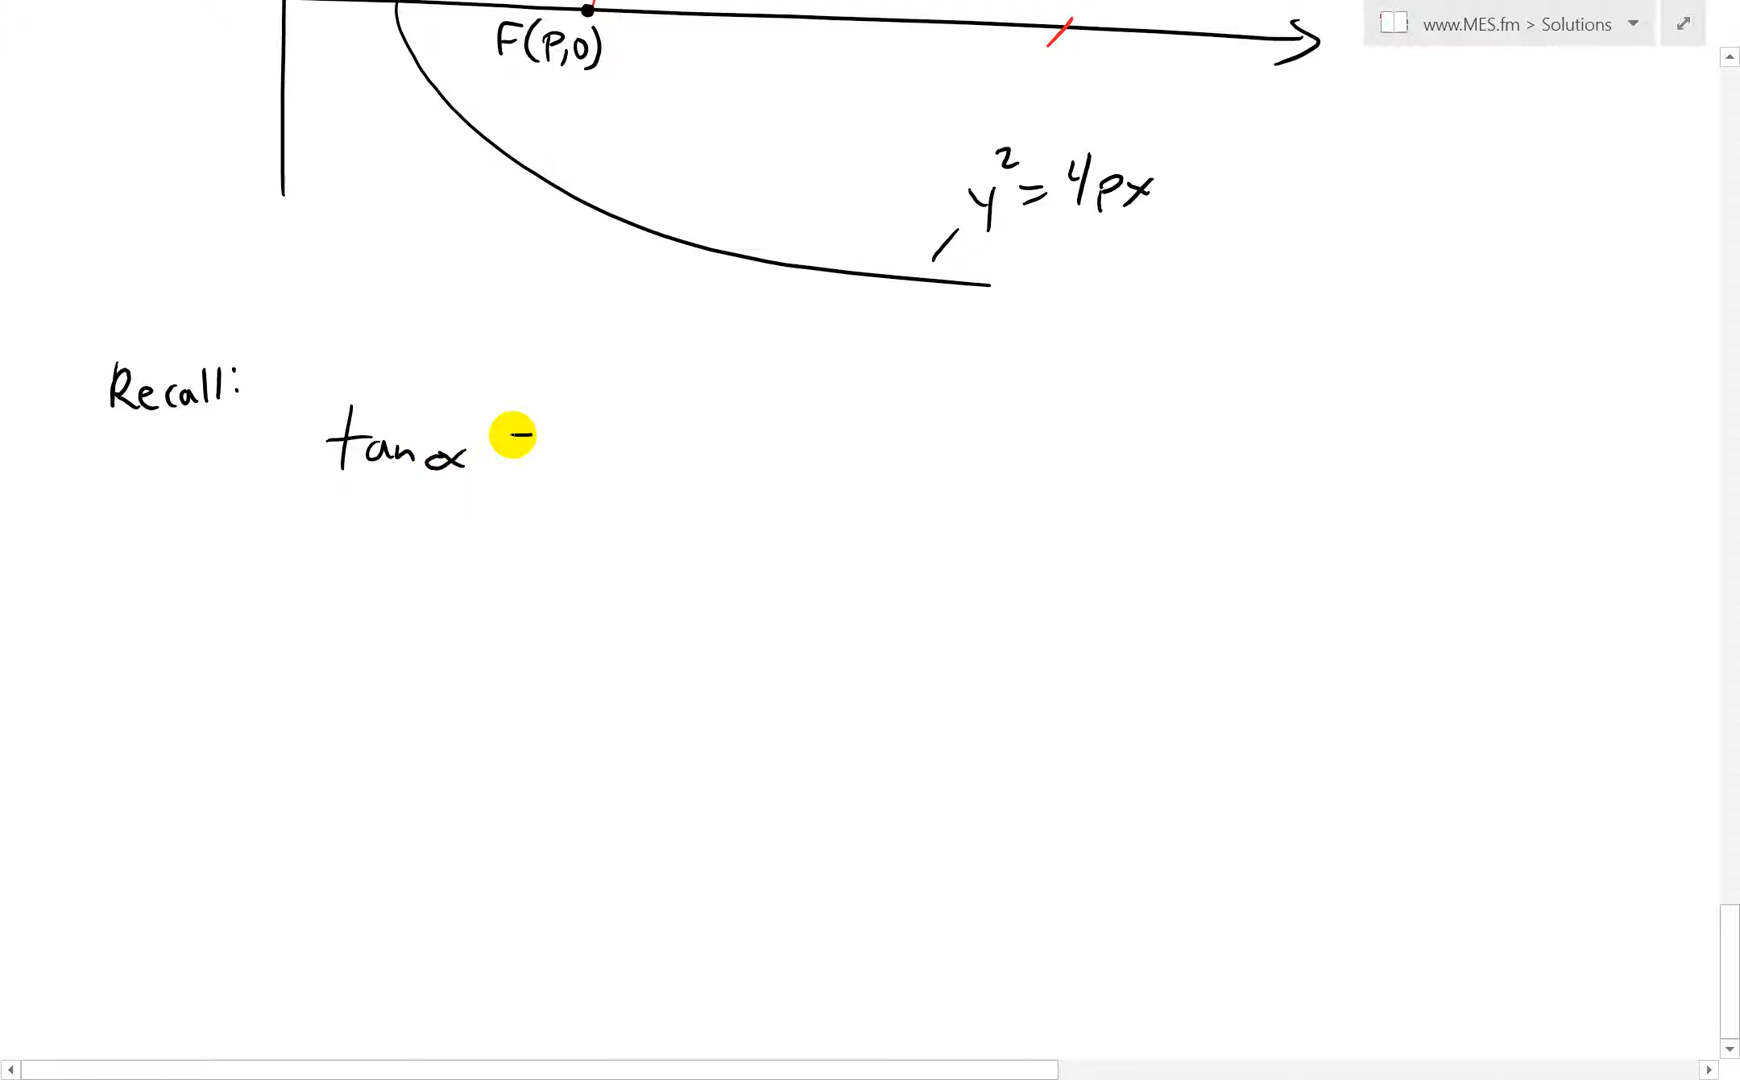 www.MES.fm > Solutions
F(p,0)
y² = 4px
Recall:
tan α -